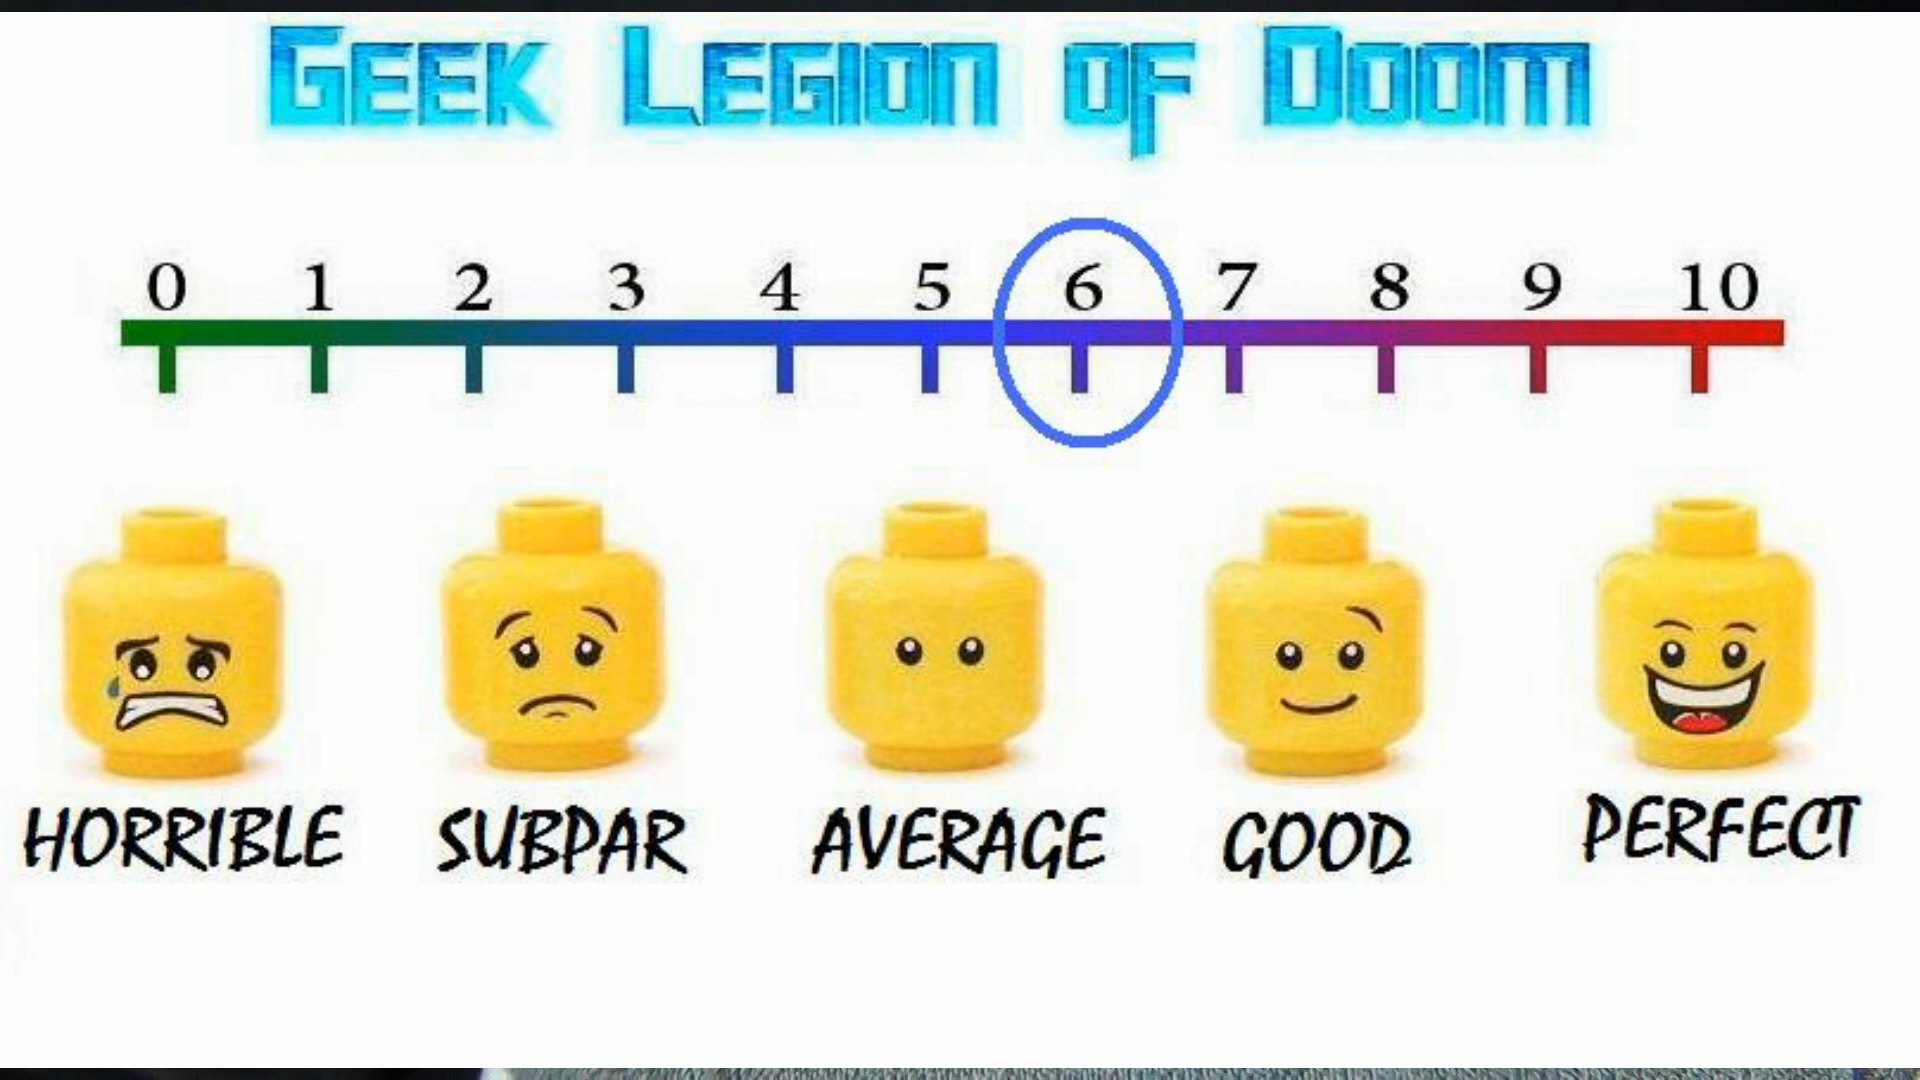 Geek Legion of Doom
0 1 2 3 4 5 6 7 8 9 10
HORRIBLE SUBPAR AVERAGE GOOD PERFECT